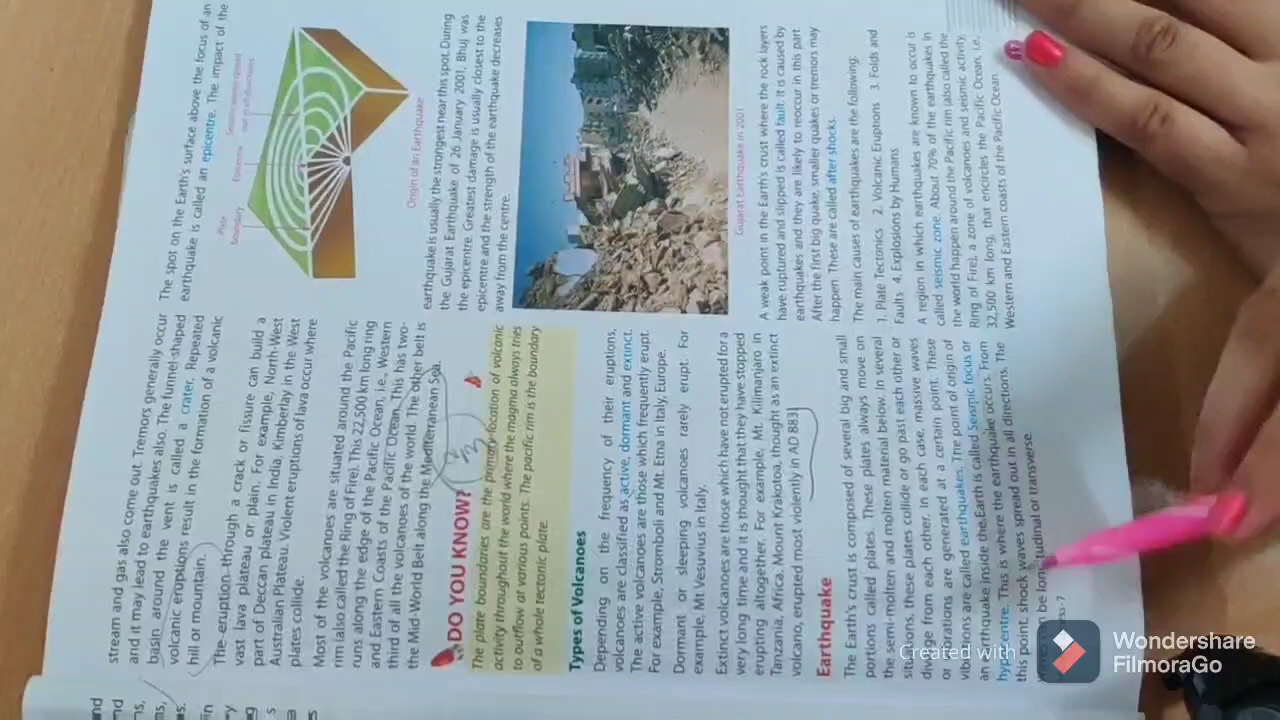 stream and gas also come out. Tremors generally occur
and it may lead to earthquakes also. The funnel-shaped
basin around the vent is called a crater. Repeated
volcanic eruptions result in the formation of a volcanic
hill or mountain.
The eruption through a crack or fissure can build a
vast lava plateau or plain. For example, North-West
part of Deccan plateau in India, Kimberlay in the West
Australian Plateau. Violent eruptions of lava occur where
plates collide.
Most of the volcanoes are situated around the Pacific
rim (also called the Ring of Fire). This 22,500 km long ring
runs along the edge of the Pacific Ocean, i.e., Western
and Eastern Coasts of the Pacific Ocean. This has two-
third of all the volcanoes of the world. The other belt is
the Mid-World Belt along the Mediterranean Sea.
DO YOU KNOW?
The plate boundaries are the primary location of volcanic
activity throughout the world where the magma always tries
to outflow at various points. The pacific rim is the boundary
of a whole tectonic plate.
Types of Volcanoes
Depending on the frequency of their eruptions,
volcanoes are classified as active, dormant and extinct.
The active volcanoes are those which frequently erupt.
For example, Stromboli and Mt. Etna in Italy, Europe.
Dormant or sleeping volcanoes rarely erupt. For
example, Mt Vesuvius in Italy.
Extinct volcanoes are those which have not erupted for a
very long time and it is thought that they have stopped
erupting altogether. For example, Mt. Kilimanjaro in
Tanzania, Africa. Mount Krakotoa, thought as an extinct
volcano, erupted most violently in AD 883
Earthquake
The Earth's crust is composed of several big and small
portions called plates. These plates always move on
the semi-molten and molten material below. In several
situations, these plates collide or go past each other or
divege from each other. In each case, massive waves
or vibrations are generated at a certain point. These
vibrations are called earthquakes. The point of origin of
an earthquake inside the Earth is called Seismic focus or
hypcentre. This is where the earthquake occurs. From
this point, shock waves spread out in all directions. The
can be longitudinal or transverse.
ss-7
The spot on the Earth's surface above the focus of an
earthquake is called an epicentre. The impact of the
Plate
boundary
Origin of an Earthquake
earthquake is usually the strongest near this spot. During
the Gujarat Earthquake of 26 January 2001, Bhuj was
the epicentre. Greatest damage is usually closest to the
epicentre and the strength of the earthquake decreases
away from the centre.
Gujarat Earthquake in 2001
A weak point in the Earth's crust where the rock layers
have ruptured and slipped is called fault. It is caused by
earthquakes and they are likely to reoccur in this part
After the first big quake, smaller quakes or tremors may
happen. These are called after shocks.
The main causes of earthquakes are the following:
1. Plate Tectonics 2. Volcanic Eruptions 3. Folds and
Faults 4. Explosions by Humans
A region in which earthquakes are known to occur is
called seismic zone. About 70% of the earthquakes in
the world happen around the Pacific rim (also called the
Ring of Fire), a zone of volcanoes and seismic activity,
32,500 km long, that encircles the Pacific Ocean, i.e.
Western and Eastern coasts of the Pacific Ocean.
Created with
Wondershare
FilmoraGo